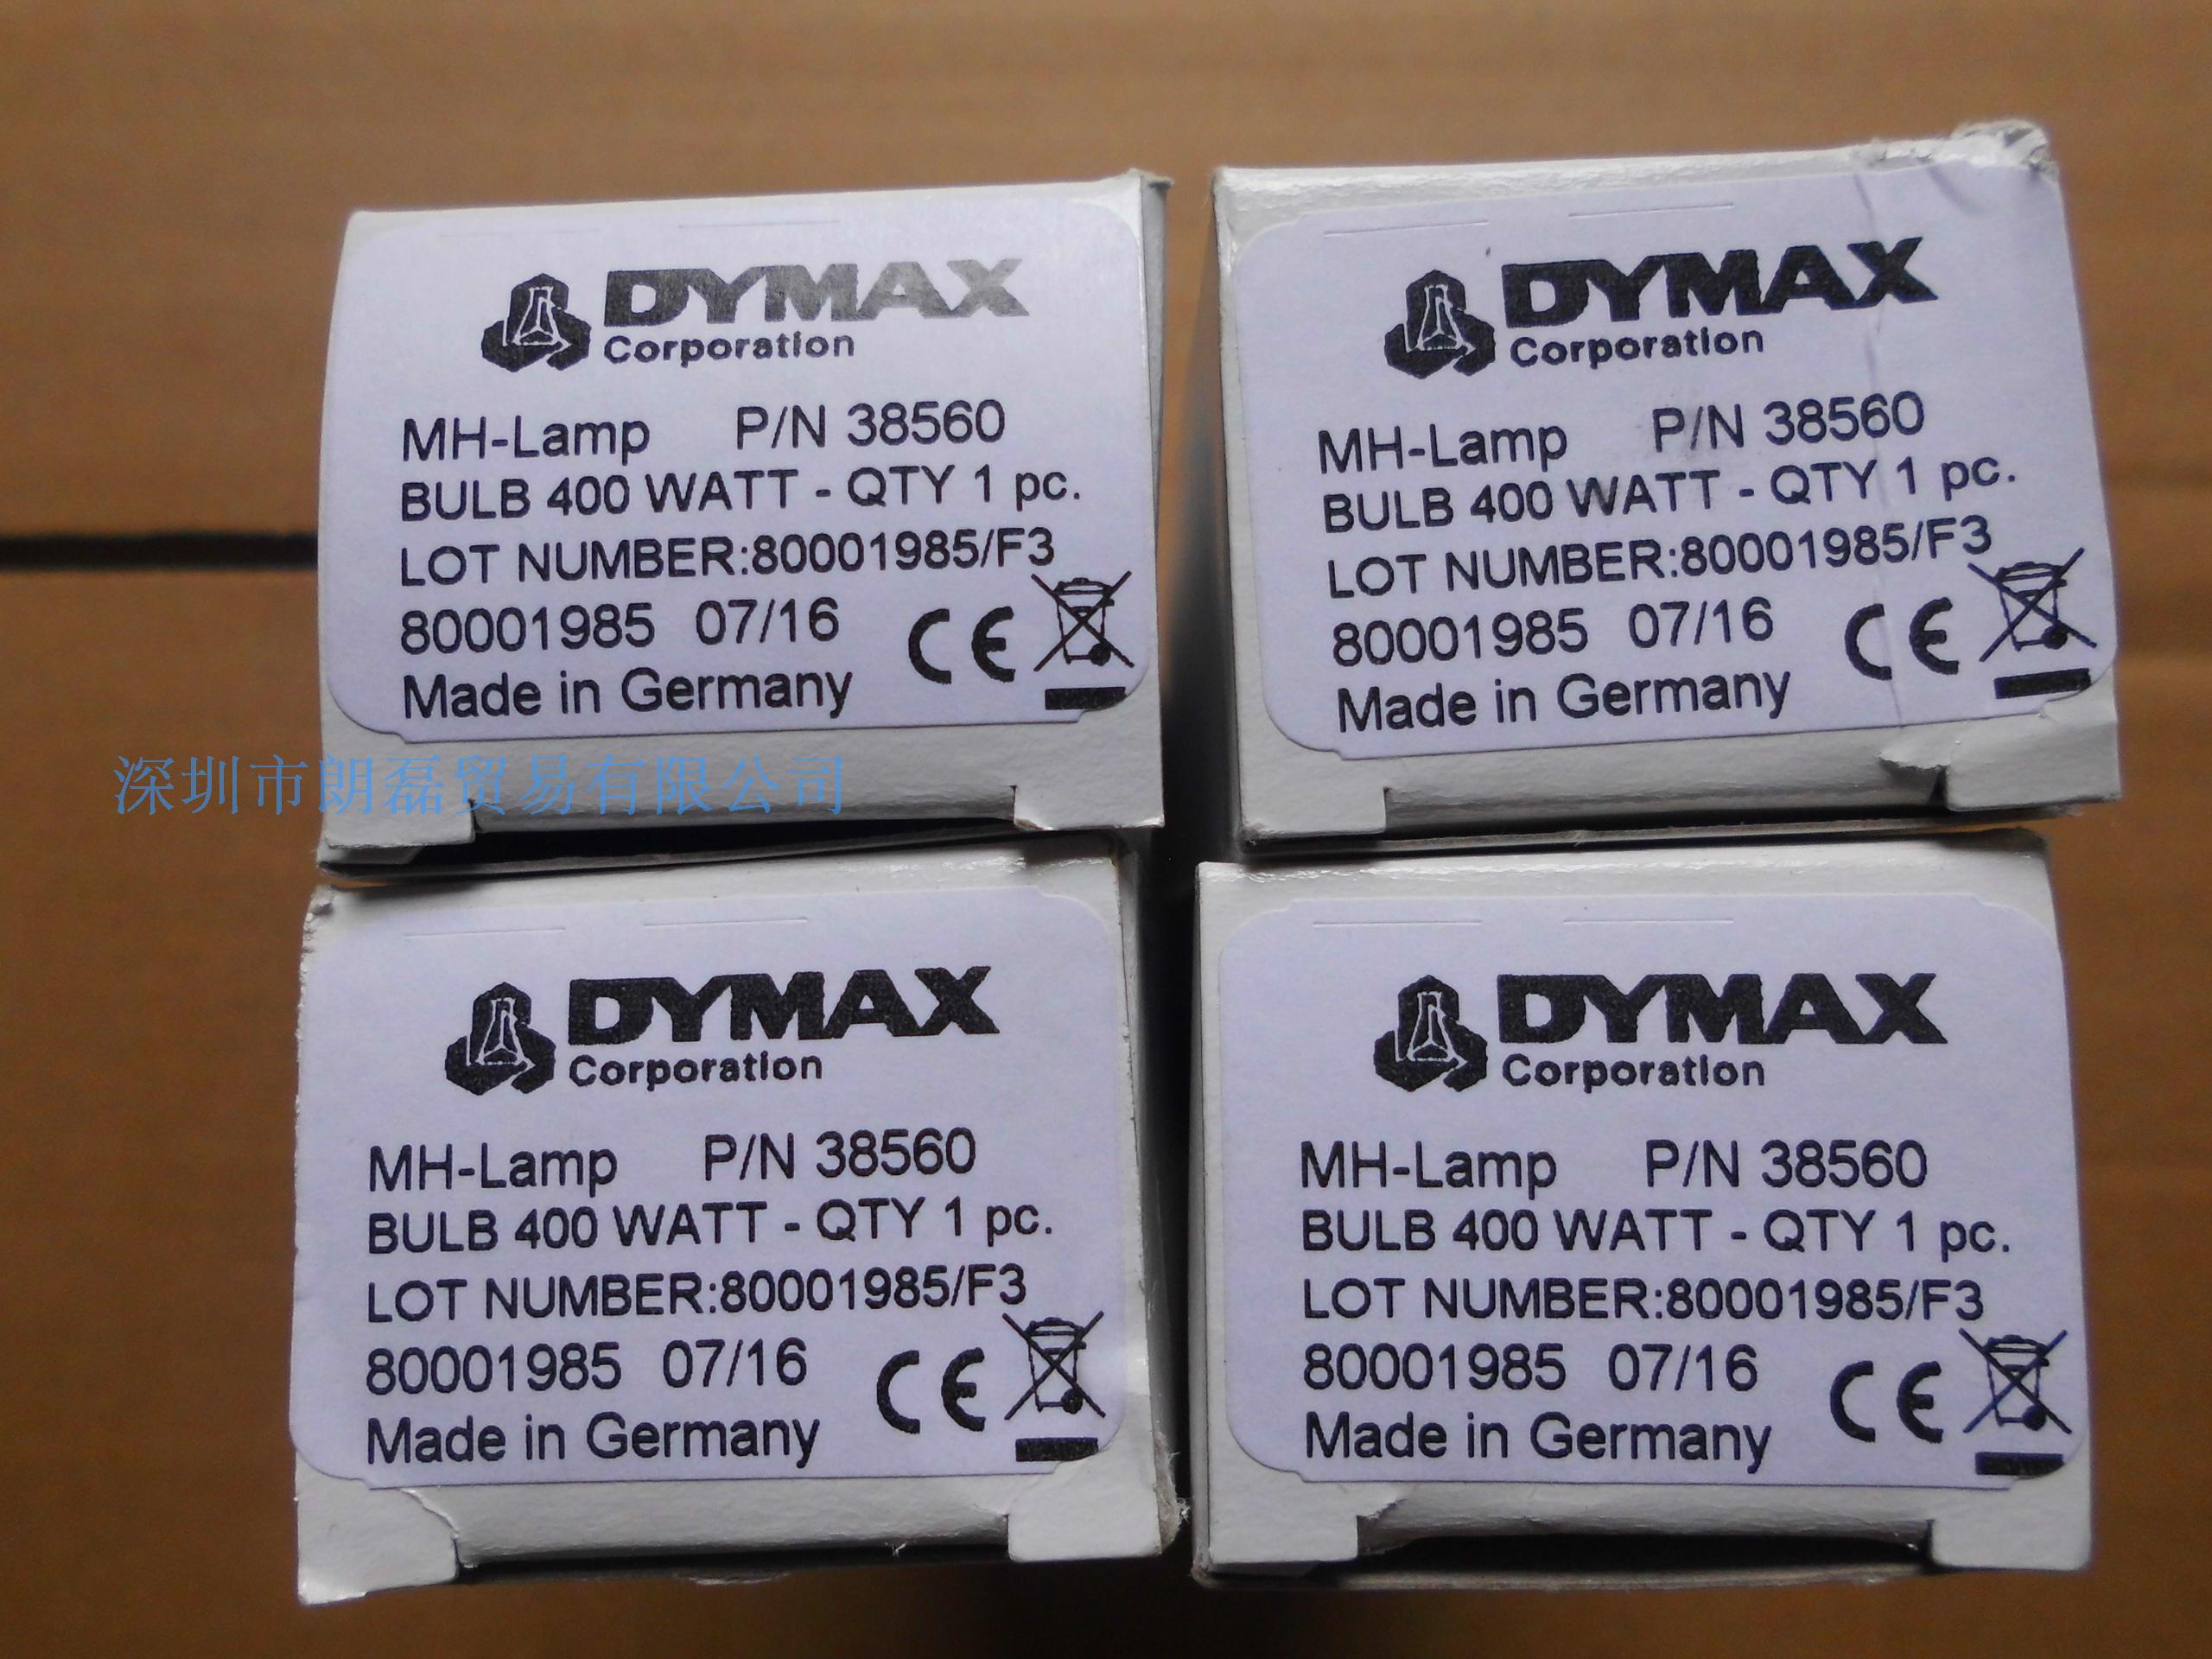 DYMAX
Corporation
MH-Lamp P/N 38560
BULB 400 WATT - QTY 1 pc.
LOT NUMBER:80001985/F3
80001985 07/16 CE
Made in Germany
DYMAX
Corporation
MH-Lamp P/N 38560
BULB 400 WATT - QTY 1 pc.
LOT NUMBER:80001985/F3
80001985 07/16 CE
Made in Germany
深圳市朗磊贸易有限公司
DYMAX
Corporation
MH-Lamp P/N 38560
BULB 400 WATT - QTY 1 pc.
LOT NUMBER:80001985/F3
80001985 07/16 CE
Made in Germany
DYMAX
Corporation
MH-Lamp P/N 38560
BULB 400 WATT - QTY 1 pc.
LOT NUMBER:80001985/F3
80001985 07/16 CE
Made in Germany